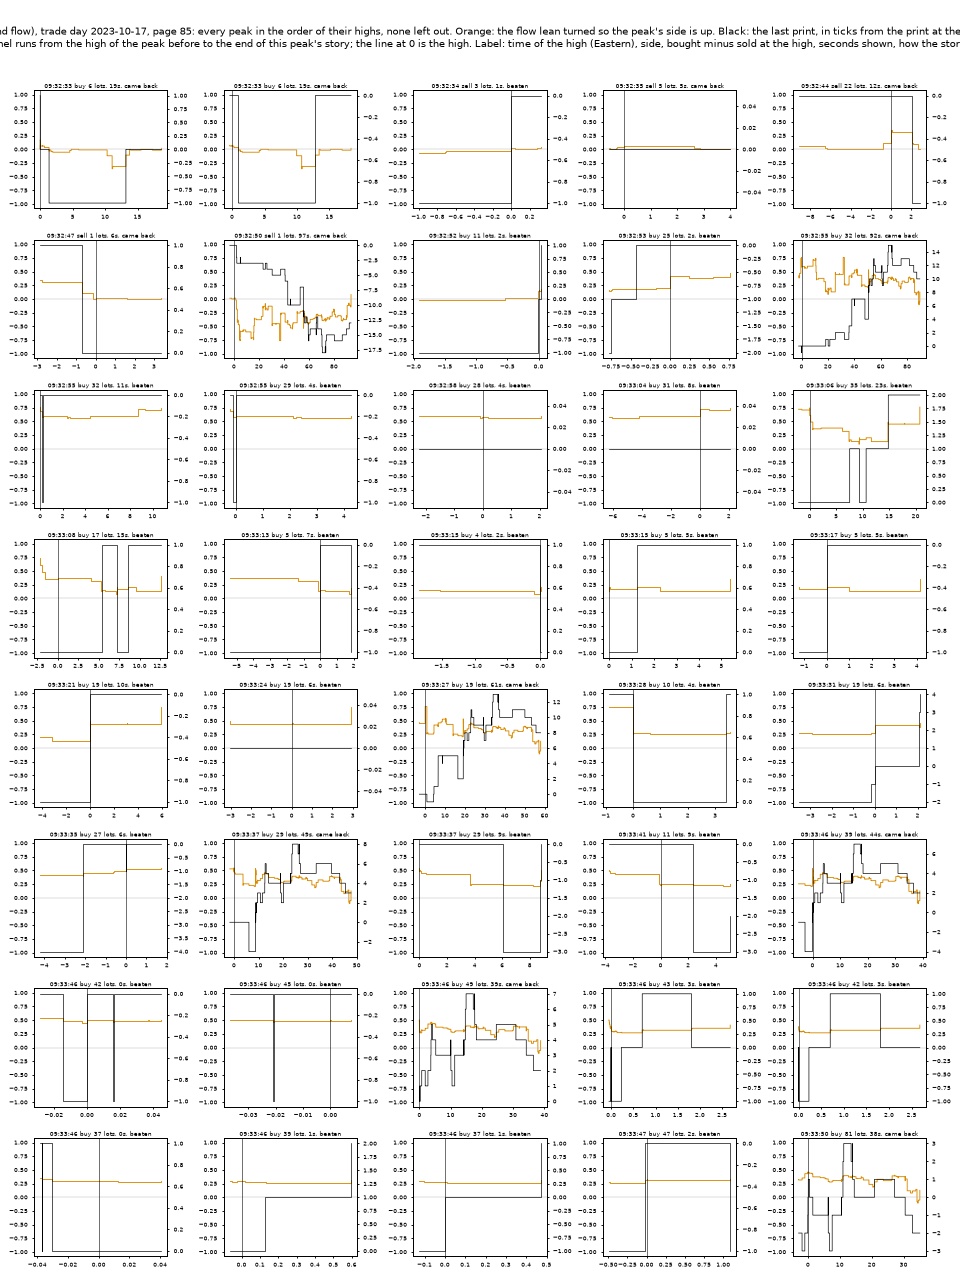 nd flow), trade day 2023-10-17, page 85: every peak in the order of their highs, none left out. Orange: the flow lean turned so the peak's side is up. Black: the last print, in ticks from the print at the
nel runs from the high of the peak before to the end of this peak's story; the line at 0 is the high. Label: time of the high (Eastern), side, bought minus sold at the high, seconds shown, how the stor
09:32:33 buy 6 lots. 19s. came back
09:32:33 buy 6 lots. 15s. came back
09:32:34 sell 3 lots. 1s. beaten
09:32:35 sell 5 lots. 5s. came back
09:32:44 sell 22 lots. 12s. came back
09:32:47 sell 1 lots. 6s. came back
09:32:50 sell 1 lots. 97s. came back
09:32:52 buy 11 lots. 2s. beaten
09:32:53 buy 25 lots. 2s. beaten
09:32:55 buy 32 lots. 92s. came back
09:32:55 buy 32 lots. 11s. beaten
09:32:55 buy 29 lots. 4s. beaten
09:32:58 buy 28 lots. 4s. beaten
09:33:04 buy 31 lots. 8s. beaten
09:33:06 buy 35 lots. 23s. beaten
09:33:08 buy 17 lots. 15s. beaten
09:33:13 buy 5 lots. 7s. beaten
09:33:15 buy 4 lots. 2s. beaten
09:33:15 buy 5 lots. 5s. beaten
09:33:17 buy 5 lots. 5s. beaten
09:33:21 buy 19 lots. 10s. beaten
09:33:24 buy 19 lots. 6s. beaten
09:33:27 buy 19 lots. 61s. came back
09:33:28 buy 10 lots. 4s. beaten
09:33:31 buy 19 lots. 6s. beaten
09:33:35 buy 27 lots. 6s. beaten
09:33:37 buy 29 lots. 49s. came back
09:33:37 buy 29 lots. 9s. beaten
09:33:41 buy 11 lots. 9s. beaten
09:33:46 buy 39 lots. 44s. came back
09:33:46 buy 42 lots. 0s. beaten
09:33:46 buy 45 lots. 0s. beaten
09:33:46 buy 49 lots. 39s. came back
09:33:46 buy 43 lots. 3s. beaten
09:33:46 buy 42 lots. 3s. beaten
09:33:46 buy 37 lots. 0s. beaten
09:33:46 buy 39 lots. 1s. beaten
09:33:46 buy 37 lots. 1s. beaten
09:33:47 buy 47 lots. 2s. beaten
09:33:50 buy 81 lots. 38s. came back